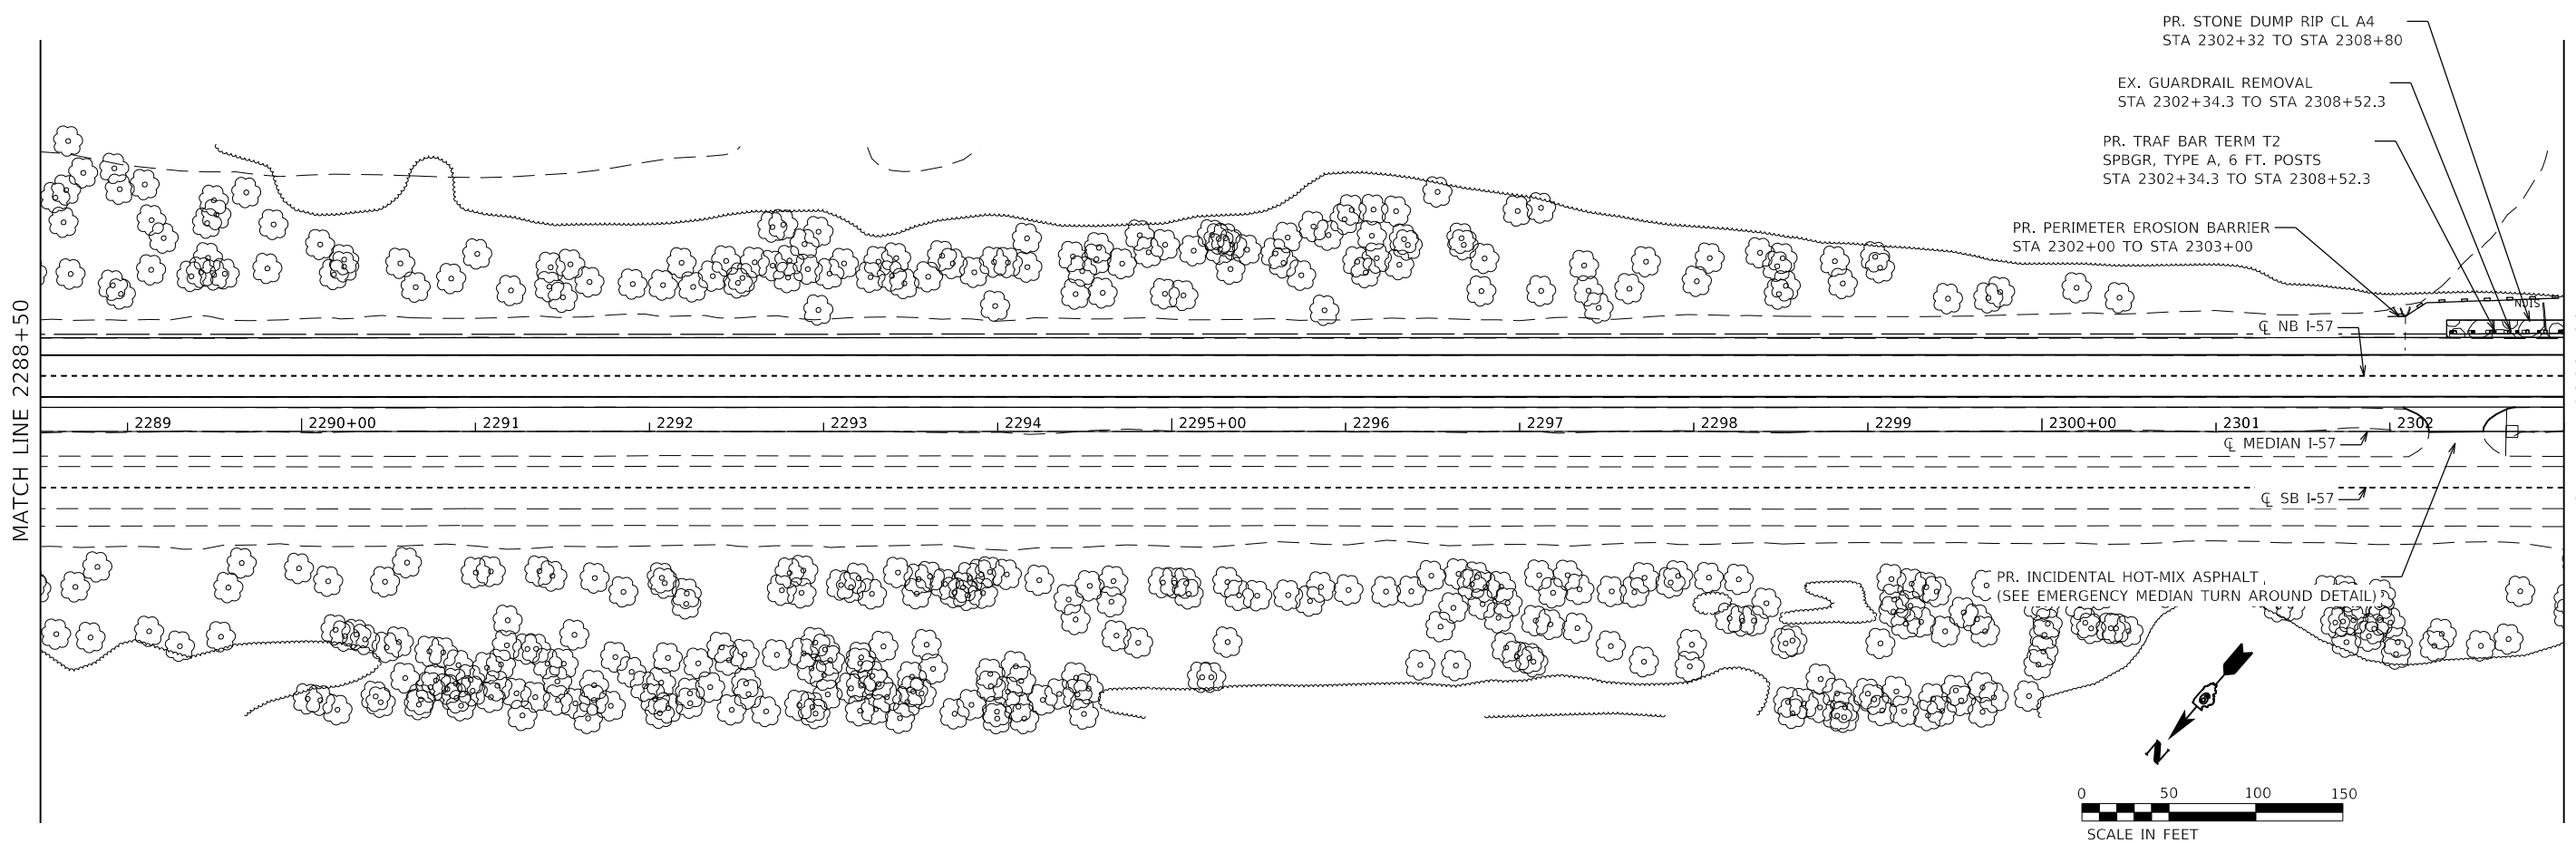 PR. STONE DUMP RIP CL A4
STA 2302+32 TO STA 2308+80
EX. GUARDRAIL REMOVAL
STA 2302+34.3 TO STA 2308+52.3
PR. TRAF BAR TERM T2
SPBGR, TYPE A, 6 FT. POSTS
STA 2302+34.3 TO STA 2308+52.3
PR. PERIMETER EROSION BARRIER
STA 2302+00 TO STA 2303+00
℄ NB I-57
MATCH LINE 2288+50
2289 2290+00 2291 2292 2293 2294 2295+00 2296 2297 2298 2299 2300+00 2301 2302
℄ MEDIAN I-57
℄ SB I-57
PR. INCIDENTAL HOT-MIX ASPHALT
(SEE EMERGENCY MEDIAN TURN AROUND DETAIL)
N
0 50 100 150
SCALE IN FEET